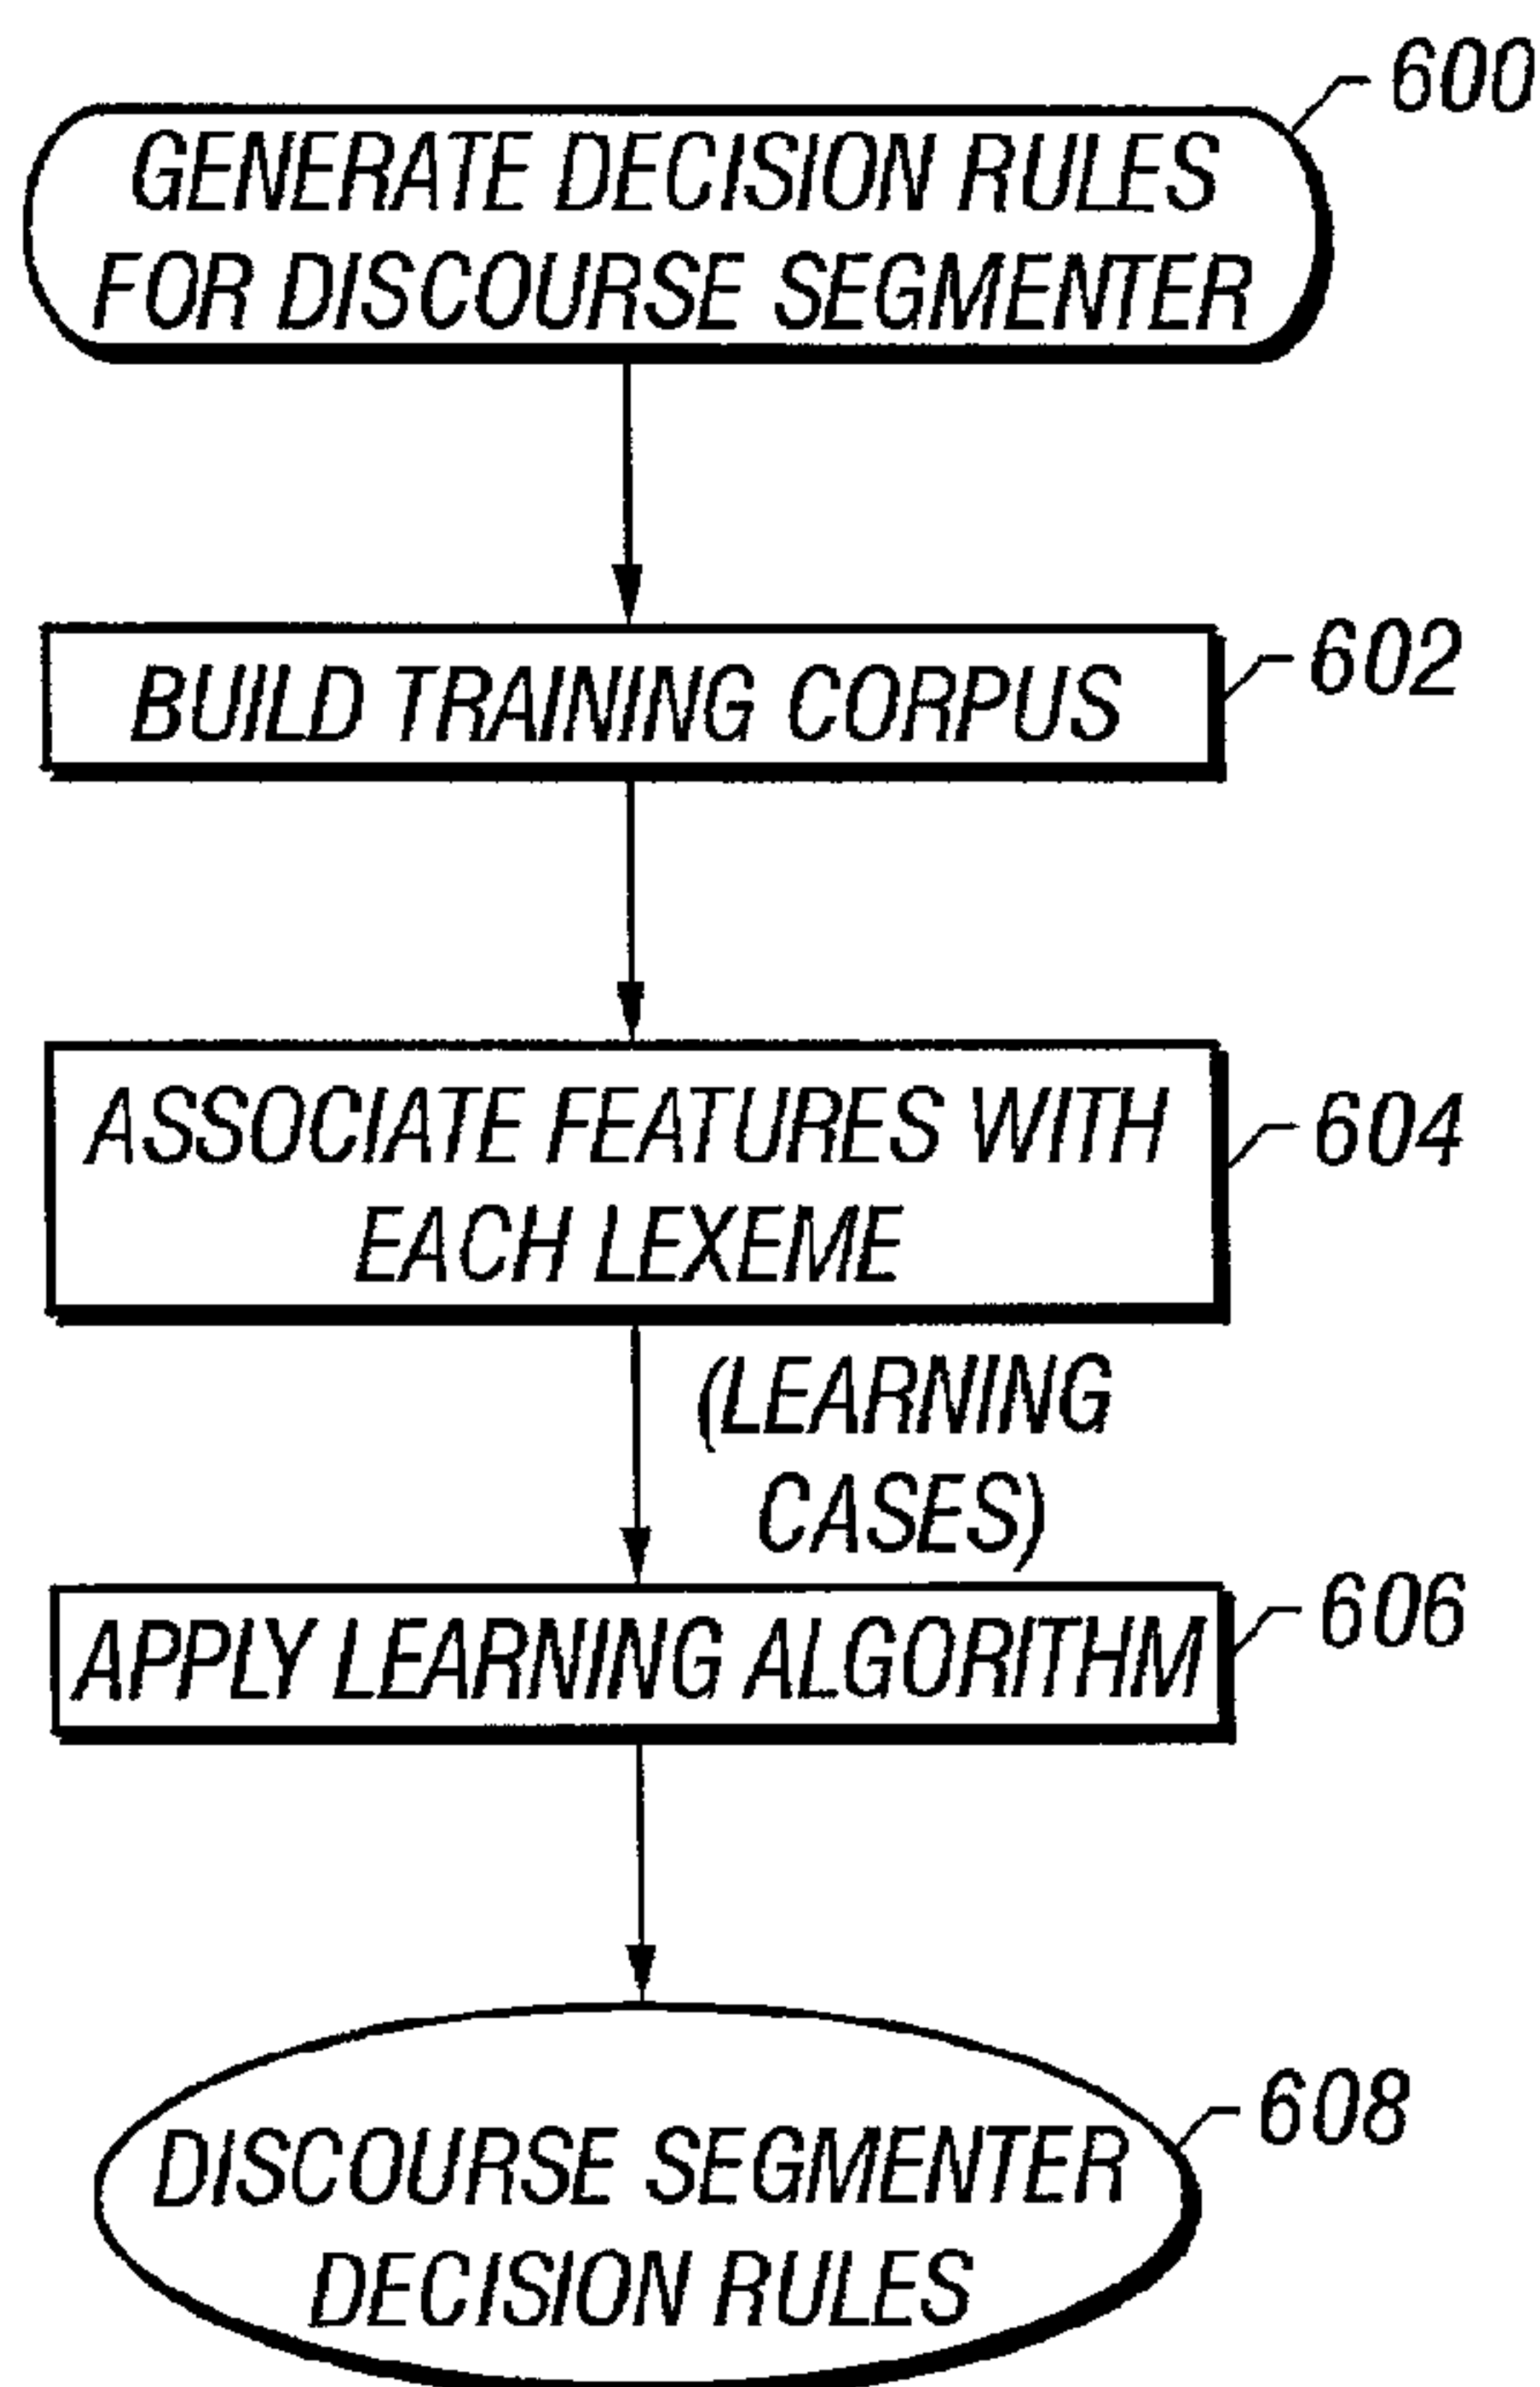 600
GENERATE DECISION RULES
FOR DISCOURSE SEGMENTER
602
BUILD TRAINING CORPUS
604
ASSOCIATE FEATURES WITH
EACH LEXEME
(LEARNING
CASES)
606
APPLY LEARNING ALGORITHM
608
DISCOURSE SEGMENTER
DECISION RULES